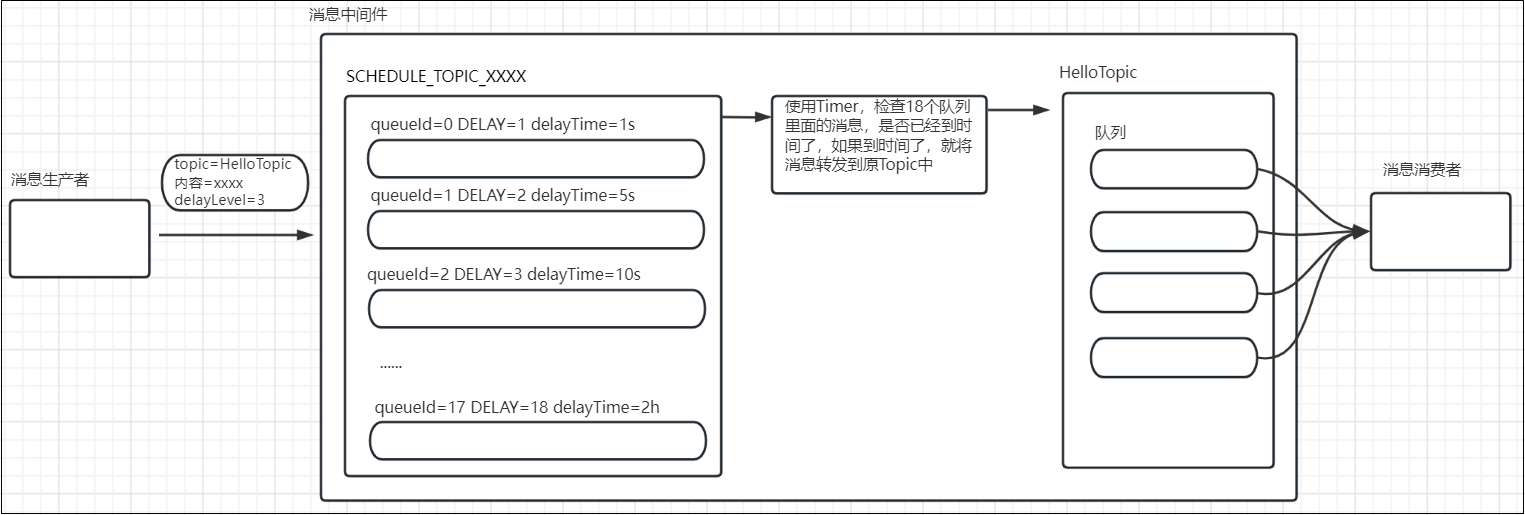 消息中间件
消息生产者
topic=HelloTopic
内容=xxxx
delayLevel=3
SCHEDULE_TOPIC_XXXX
queueId=0 DELAY=1 delayTime=1s
queueId=1 DELAY=2 delayTime=5s
queueId=2 DELAY=3 delayTime=10s
......
queueId=17 DELAY=18 delayTime=2h
使用Timer，检查18个队列
里面的消息，是否已经到时
间了，如果到时间了，就将
消息转发到原Topic中
HelloTopic
队列
消息消费者